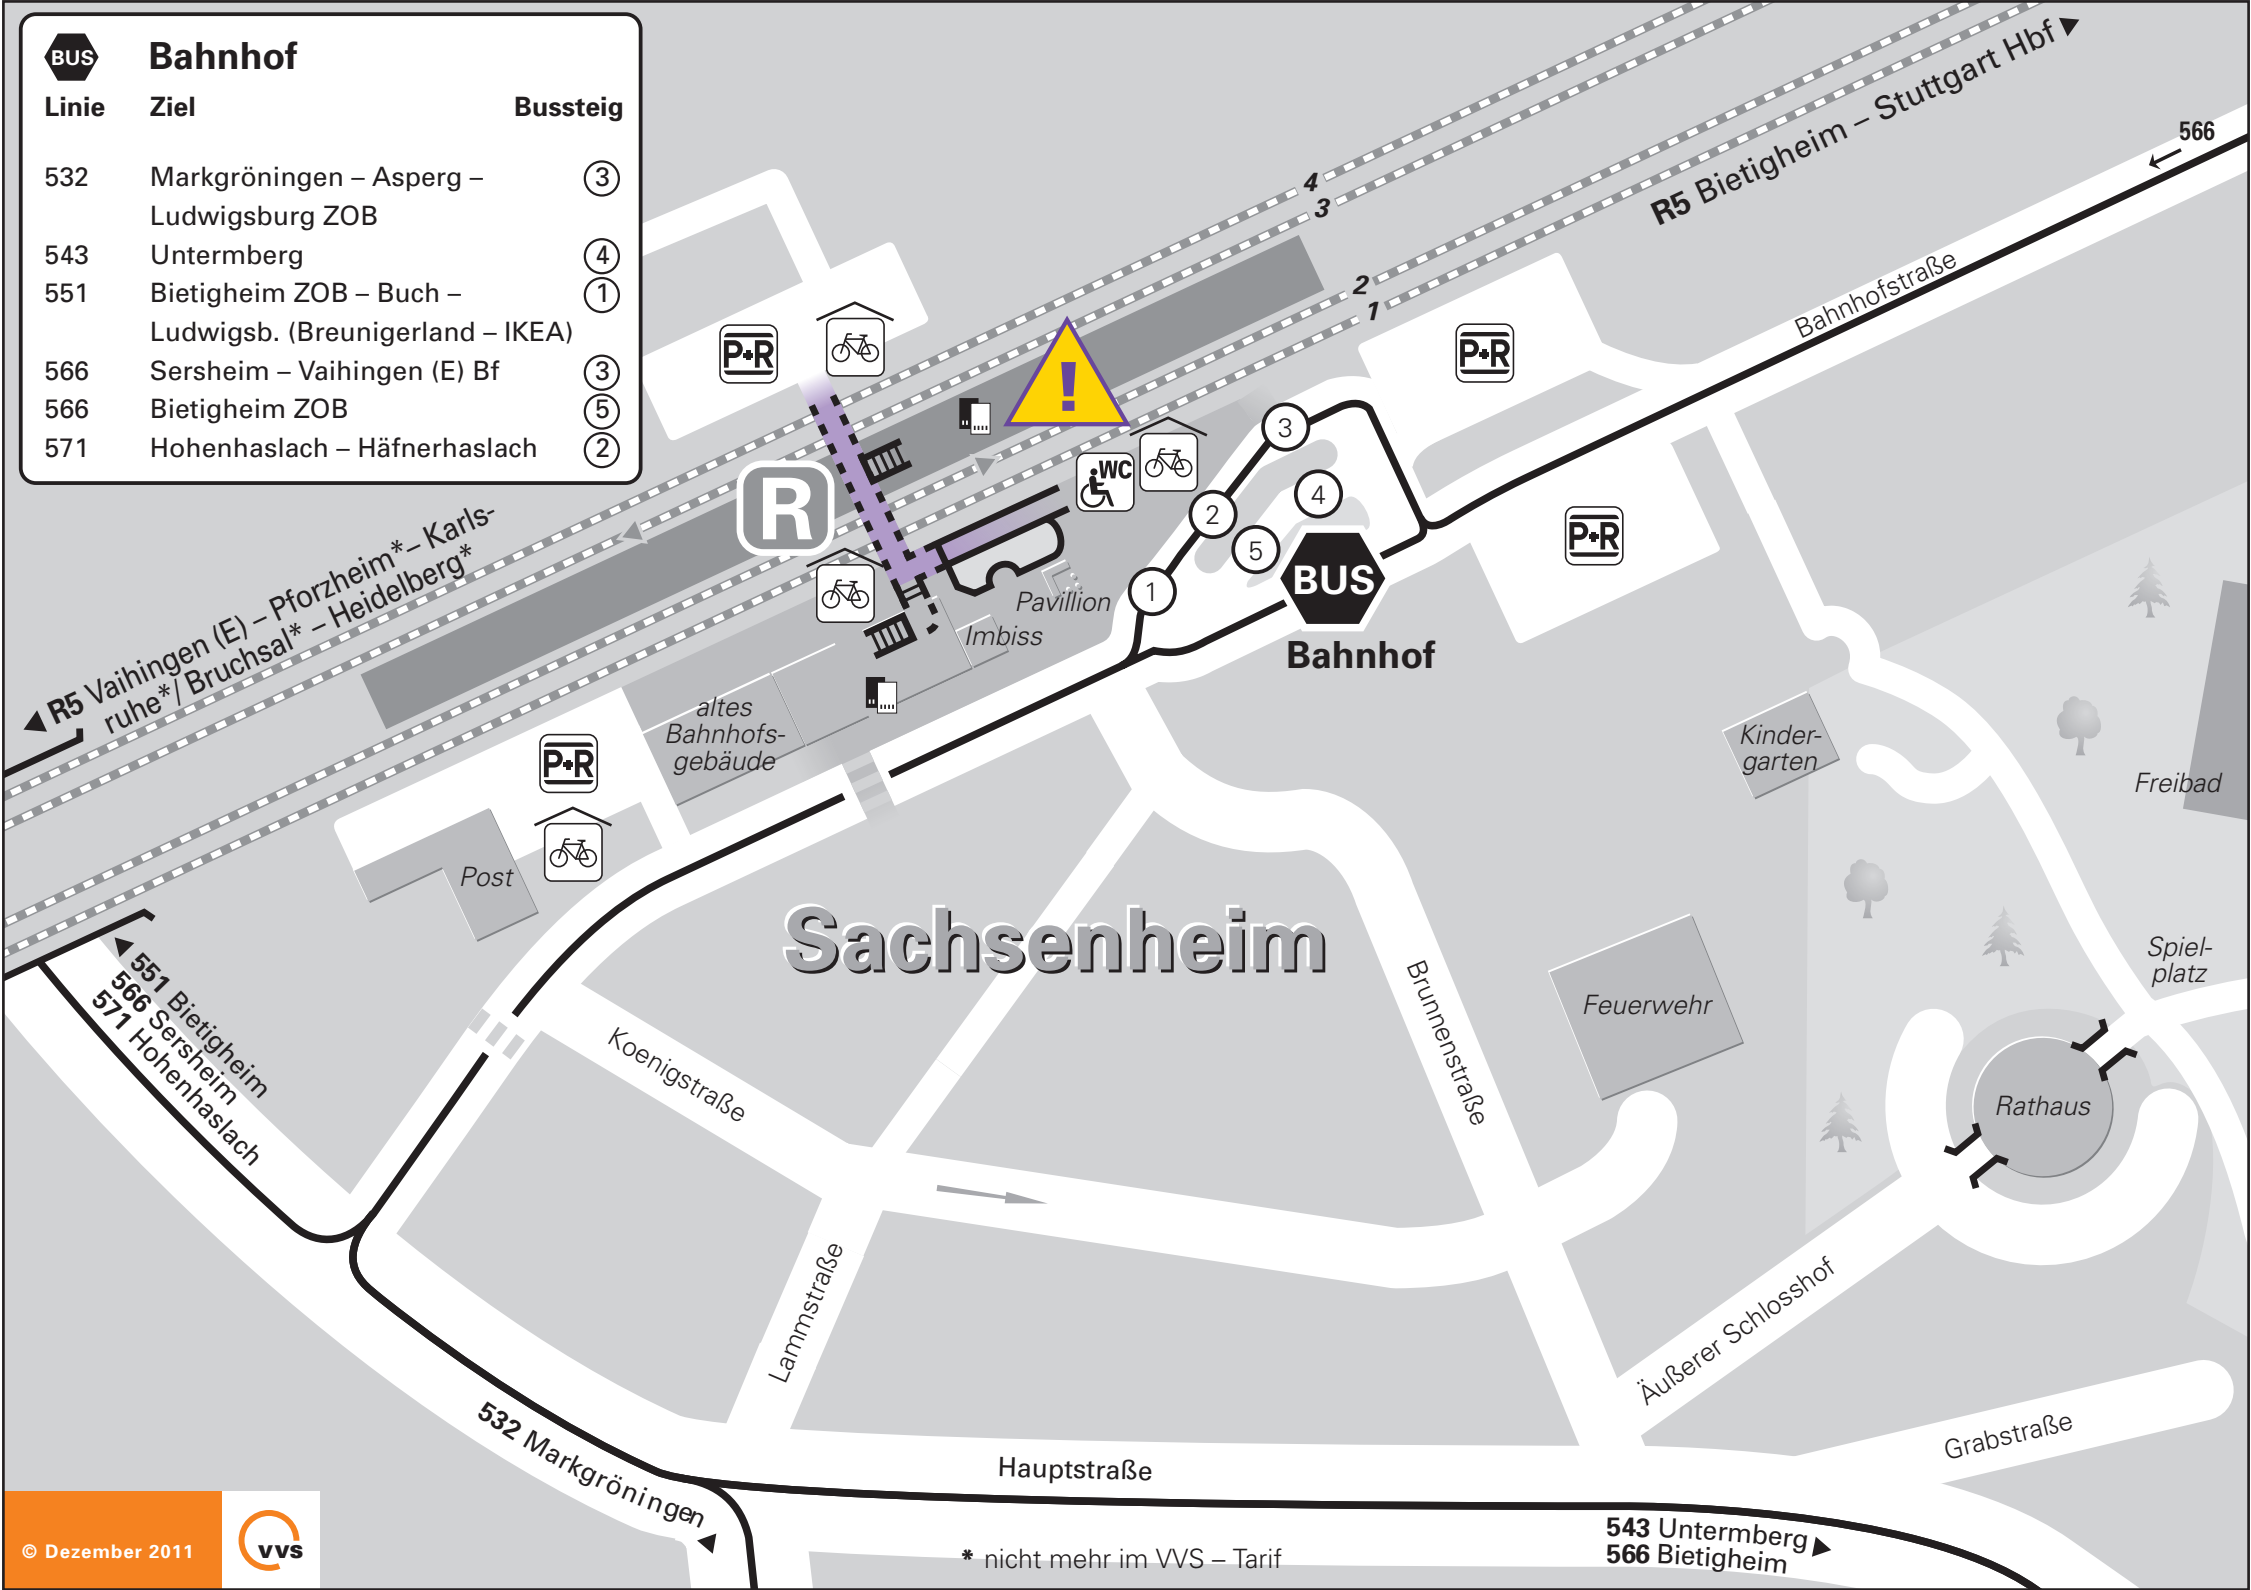 BUS Bahnhof
Linie Ziel Bussteig
532 Markgröningen – Asperg – 3
Ludwigsburg ZOB
543 Untermberg 4
551 Bietigheim ZOB – Buch – 1
Ludwigsb. (Breunigerland – IKEA)
566 Sersheim – Vaihingen (E) Bf 3
566 Bietigheim ZOB 5
571 Hohenhaslach – Häfnerhaslach 2
R5 Bietigheim – Stuttgart Hbf
566
4
3
2
1
Bahnhofstraße
P+R
P+R
P+R
P+R
!
WC
R
3
4
2
5
1
BUS
Bahnhof
R5 Vaihingen (E) – Pforzheim*– Karls-
ruhe*/ Bruchsal* – Heidelberg*
Pavillion
Imbiss
altes
Bahnhofs-
gebäude
Post
Kinder-
garten
Freibad
Sachsenheim
551 Bietigheim
566 Sersheim
571 Hohenhaslach
Koenigstraße
Brunnenstraße
Feuerwehr
Spiel-
platz
Rathaus
Lammstraße
Äußerer Schlosshof
Grabstraße
532 Markgröningen
Hauptstraße
543 Untermberg
566 Bietigheim
* nicht mehr im VVS – Tarif
© Dezember 2011
vvs